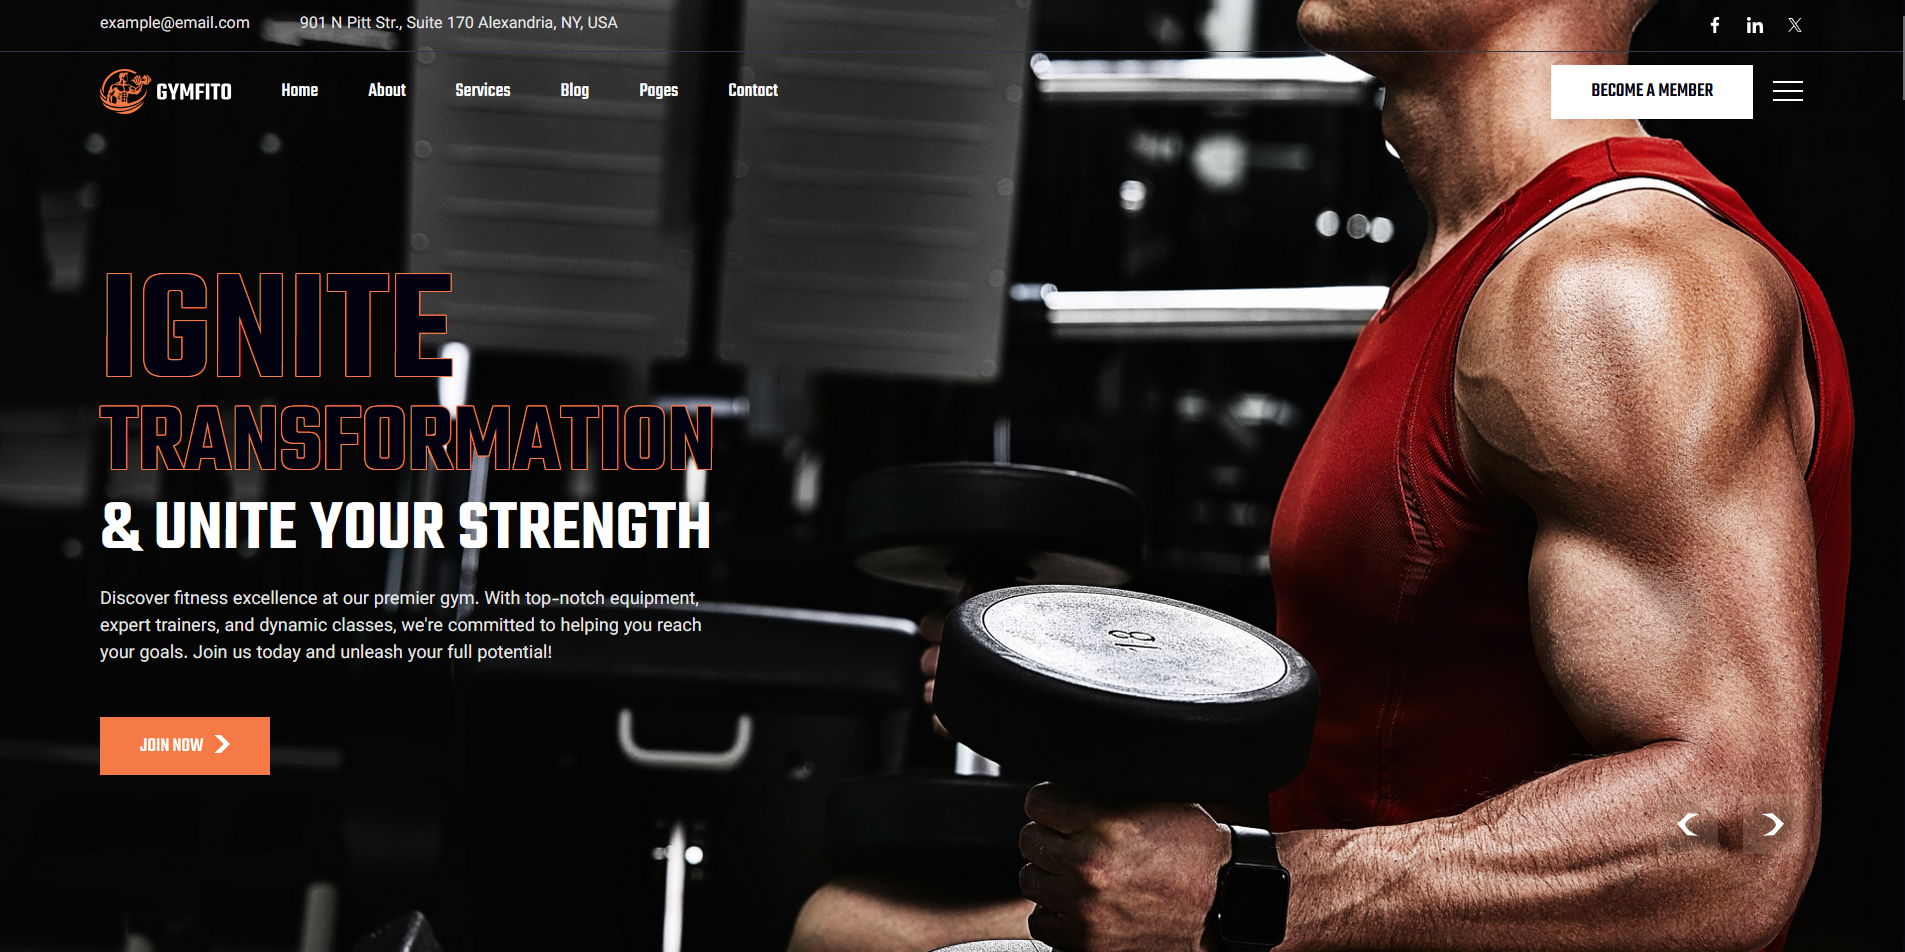 example@email.com 901 N Pitt Str., Suite 170 Alexandria, NY, USA
GYMFITO Home About Services Blog Pages Contact BECOME A MEMBER
IGNITE
TRANSFORMATION
& UNITE YOUR STRENGTH
Discover fitness excellence at our premier gym. With top-notch equipment,
expert trainers, and dynamic classes, we're committed to helping you reach
your goals. Join us today and unleash your full potential!
18
JOIN NOW